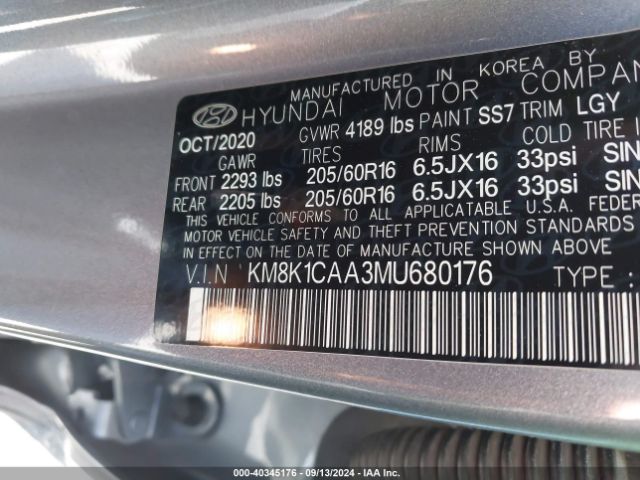 MANUFACTURED IN KOREA BY
HYUNDAI MOTOR COMPANY
OCT/2020 GVWR 4189 lbs PAINT SS7 TRIM LGY
GAWR TIRES RIMS COLD TIRE
FRONT 2293 lbs 205/60R16 6.5JX16 33psi SIN
REAR 2205 lbs 205/60R16 6.5JX16 33psi SIN
THIS VEHICLE CONFORMS TO ALL APPLICATABLE U.S.A. FEDER
MOTOR VEHICLE SAFETY AND THEFT PREVENTION STANDARDS
IN EFFECT ON THE DATE OF MANUFACTURE SHOWN ABOVE
V.I.N KM8K1CAA3MU680176 TYPE :
000-40345176 - 09/13/2024 - IAA Inc.